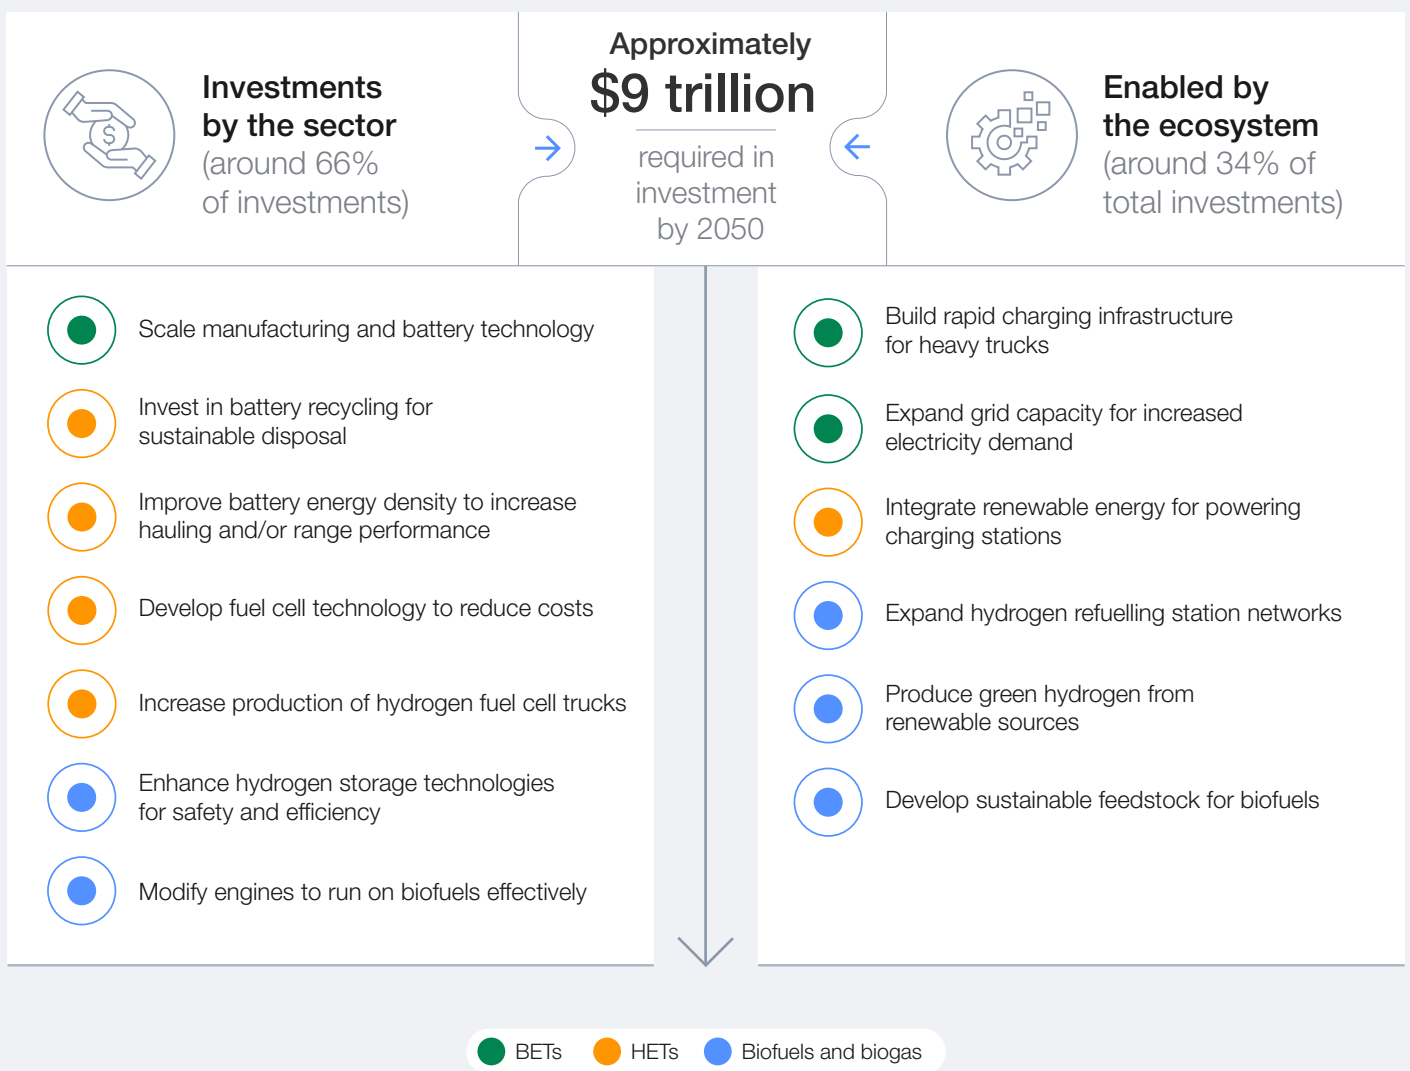 Investments
by the sector
(around 66%
of investments)
Approximately
$9 trillion
required in
investment
by 2050
Enabled by
the ecosystem
(around 34% of
total investments)
$
Scale manufacturing and battery technology
Invest in battery recycling for
sustainable disposal
Improve battery energy density to increase
hauling and/or range performance
Develop fuel cell technology to reduce costs
Increase production of hydrogen fuel cell trucks
Enhance hydrogen storage technologies
for safety and efficiency
Modify engines to run on biofuels effectively
Build rapid charging infrastructure
for heavy trucks
Expand grid capacity for increased
electricity demand
Integrate renewable energy for powering
charging stations
Expand hydrogen refuelling station networks
Produce green hydrogen from
renewable sources
Develop sustainable feedstock for biofuels
BETs
HETs
Biofuels and biogas